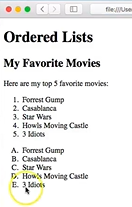 file:///User
Ordered Lists
My Favorite Movies
Here are my top 5 favorite movies:
1. Forrest Gump
2. Casablanca
3. Star Wars
4. Howls Moving Castle
5. 3 Idiots
A. Forrest Gump
B. Casablanca
C. Star Wars
D. Howls Moving Castle
E. 3 Idiots